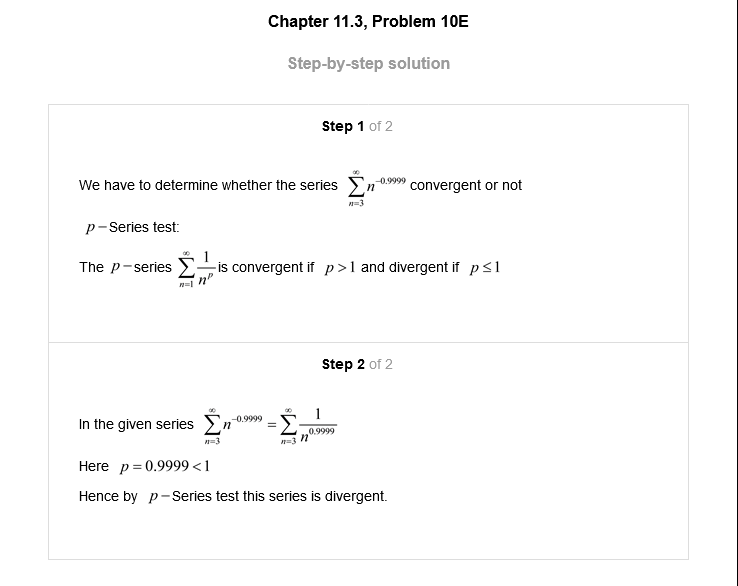 Chapter 11.3, Problem 10E
Step-by-step solution
Step 1 of 2
We have to determine whether the series $\sum_{n=3}^{\infty} n^{-0.9999}$ convergent or not
p−Series test:
The p−series $\sum_{n=1}^{\infty} \frac{1}{n^p}$ is convergent if p>1 and divergent if p≤1
Step 2 of 2
In the given series $\sum_{n=3}^{\infty} n^{-0.9999} = \sum_{n=3}^{\infty} \frac{1}{n^{0.9999}}$
Here p=0.9999<1
Hence by p−Series test this series is divergent.